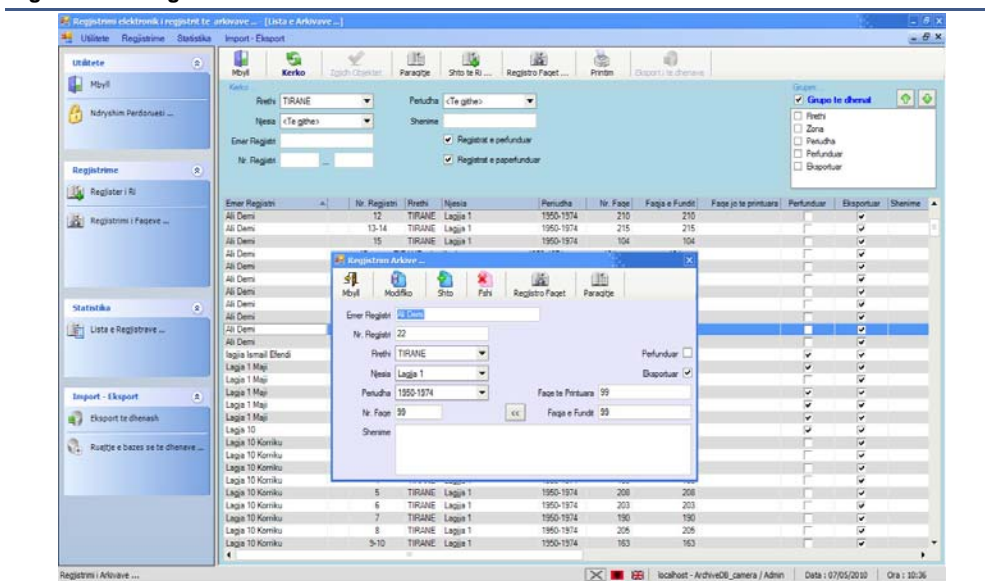 Regjistrimi elektronik i regjistrit te arkivave ... - [Lista e Arkivave ...]
Utilitete Regjistrime Statistika Import - Eksport
Utilitete
Mbyll
Ndryshim Perdoruesi ...
Regjistrime
Regjister i Ri
Regjistrimi i Faqeve ...
Statistika
Lista e Regjistrave ...
Import - Eksport
Eksport te dhenash
Ruajtje e bazes se te dhenave ...
Mbyll Kerko Zgjidh Objektet Paraqitje Shto te Ri .... Regjistro Faqet .... Printim Eksporti i te dhenave
Kerko
Rrethi TIRANE Periudha <Te gjithe>
Njesia <Te gjithe> Shenime
Emer Regjistri Regjistrat e perfunduar
Nr. Regjistri ... Regjistrat e paperfunduar
Grupet
Grupo te dhenat
Rrethi
Zona
Periudha
Perfunduar
Eksportuar
Emer Regjistri Nr. Regjistri Rrethi Njesia Periudha Nr. Faqe Faqja e Fundit Faqe jo te printuara Perfunduar Eksportuar Shenime
Ali Demi 12 TIRANE Lagjja 1 1950-1974 210 210
Ali Demi 13-14 TIRANE Lagjja 1 1950-1974 215 215
Ali Demi 15 TIRANE Lagjja 1 1950-1974 104 104
Ali Demi
Ali Demi
Ali Demi
Ali Demi
Ali Demi
Ali Demi
Ali Demi
Ali Demi
lagjia Ismail Efendi
Lagja 1 Maji
Lagja 1 Maji
Lagja 1 Maji
Lagja 1 Maji
Lagja 1 Maji
Lagja 10
Lagja 10 Korriku
Lagja 10 Korriku
Lagja 10 Korriku
Lagja 10 Korriku
Lagja 10 Korriku 5 TIRANE Lagjja 1 1950-1974 208 208
Lagja 10 Korriku 6 TIRANE Lagjja 1 1950-1974 203 203
Lagja 10 Korriku 7 TIRANE Lagjja 1 1950-1974 190 190
Lagja 10 Korriku 8 TIRANE Lagjja 1 1950-1974 205 205
Lagja 10 Korriku 9-10 TIRANE Lagjja 1 1950-1974 163 163
Regjistrim Arkive ...
Mbyll Modifiko Shto Fshi Regjistro Faqet Paraqitje
Emer Regjistri Ali Demi
Nr. Regjistri 22
Rrethi TIRANE Perfunduar
Njesia Lagjja 1 Eksportuar
Periudha 1950-1974 Faqe te Printuara 99
Nr. Faqe 99 << Faqja e Fundit 99
Shenime
Regjistrimi i Arkivave ... localhost - ArchiveDB_camera / Admin Data : 07/05/2010 Ora : 10:36